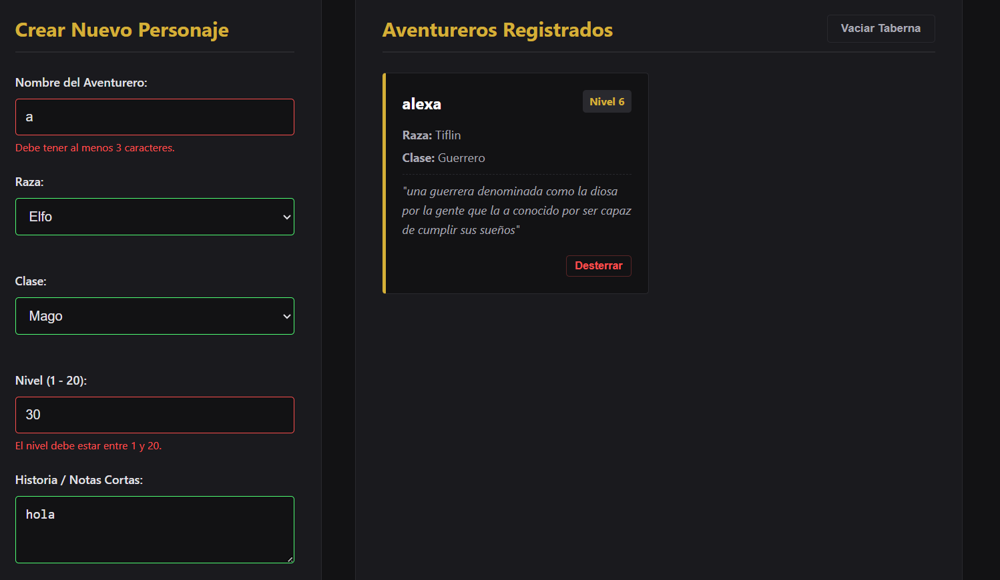 Crear Nuevo Personaje
Nombre del Aventurero:
a
Debe tener al menos 3 caracteres.
Raza:
Elfo
Clase:
Mago
Nivel (1 - 20):
30
El nivel debe estar entre 1 y 20.
Historia / Notas Cortas:
hola
Aventureros Registrados
Vaciar Taberna
alexa
Nivel 6
Raza: Tiflin
Clase: Guerrero
"una guerrera denominada como la diosa
por la gente que la a conocido por ser capaz
de cumplir sus sueños"
Desterrar